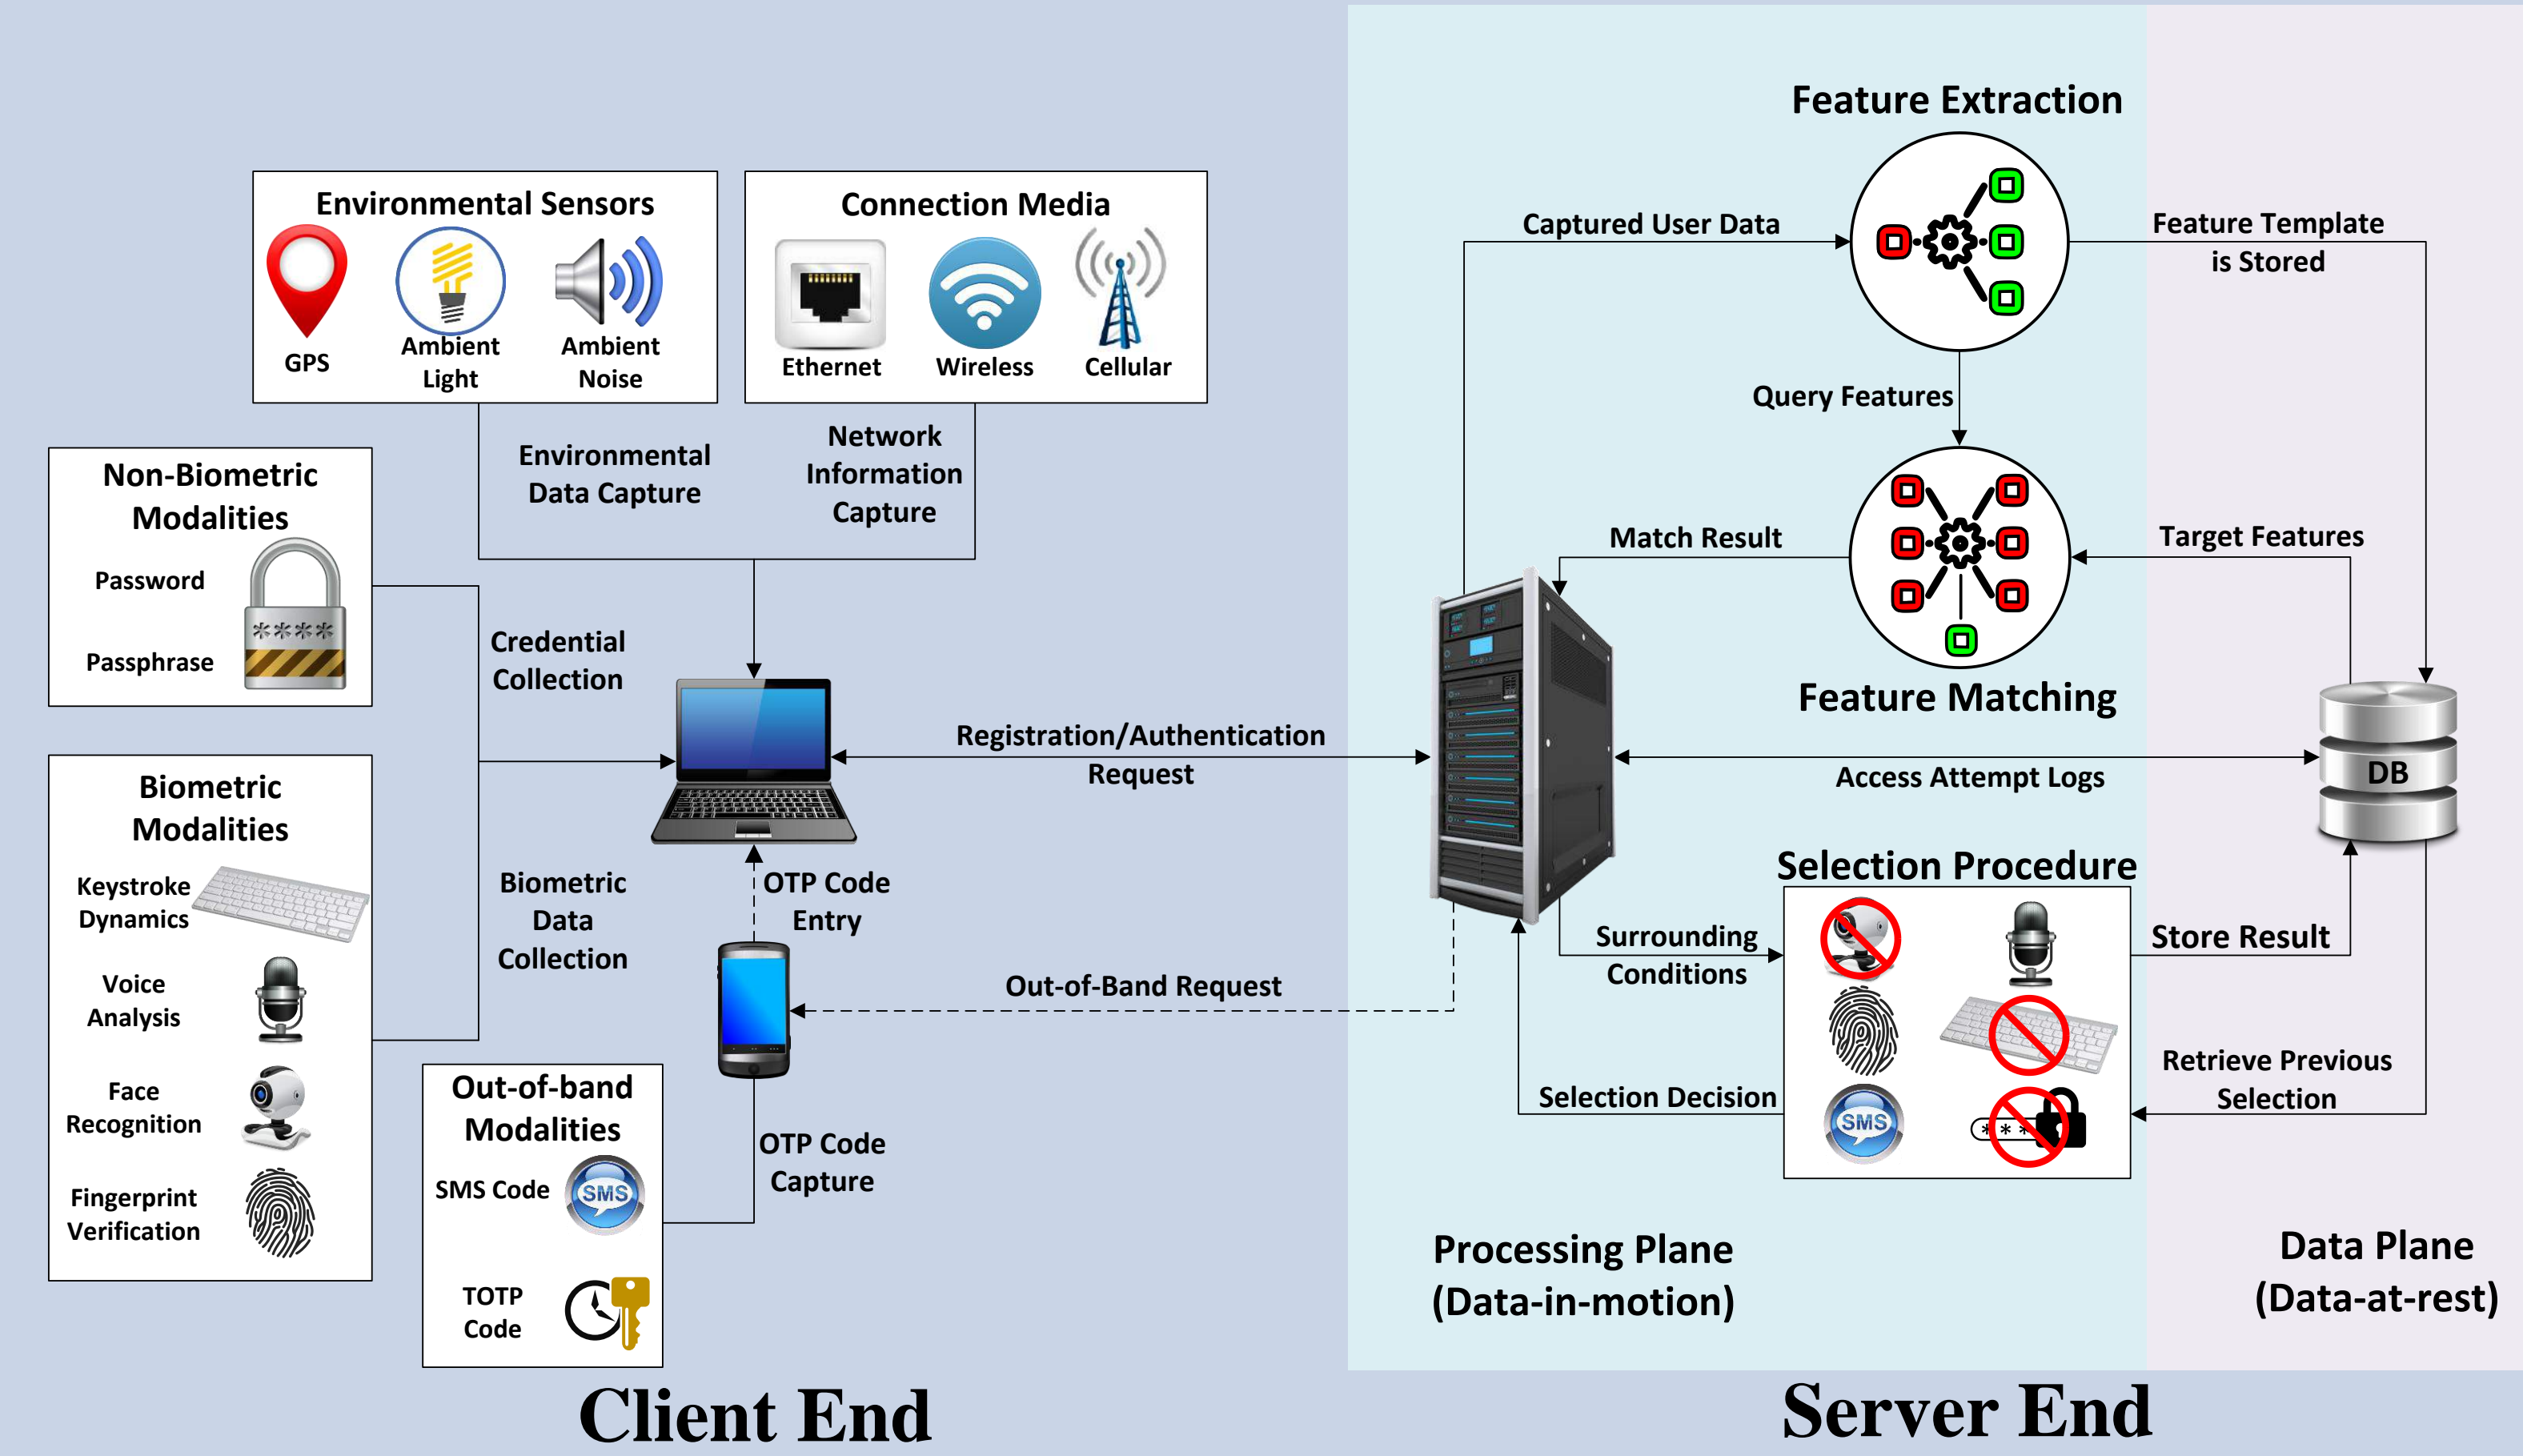 Environmental Sensors
GPS
Ambient
Light
Ambient
Noise
Connection Media
Ethernet
Wireless
Cellular
Environmental
Data Capture
Network
Information
Capture
Non-Biometric
Modalities
Password
Passphrase
****
Credential
Collection
Biometric
Modalities
Keystroke
Dynamics
Voice
Analysis
Face
Recognition
Fingerprint
Verification
Biometric
Data
Collection
OTP Code
Entry
Out-of-band
Modalities
SMS Code
SMS
TOTP
Code
OTP Code
Capture
Registration/Authentication
Request
Out-of-Band Request
Client End
Feature Extraction
Captured User Data
Feature Template
is Stored
Query Features
Match Result
Target Features
Feature Matching
Access Attempt Logs
DB
Selection Procedure
Surrounding
Conditions
Store Result
Selection Decision
SMS
***
Retrieve Previous
Selection
Processing Plane
(Data-in-motion)
Data Plane
(Data-at-rest)
Server End